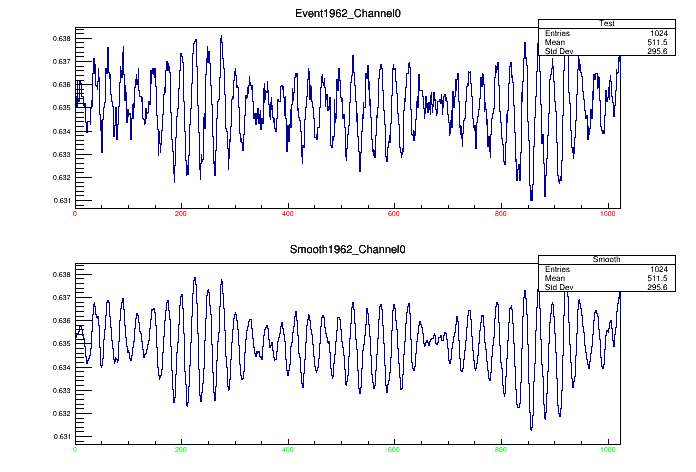 Event1962_Channel0
Test
Entries 1024
Mean 511.5
Std Dev 295.6
0.638
0.637
0.636
0.635
0.634
0.633
0.632
0.631
0 200 400 600 800 1000
Smooth1962_Channel0
Smooth
Entries 1024
Mean 511.5
Std Dev 295.6
0.638
0.637
0.636
0.635
0.634
0.633
0.632
0.631
0 200 400 600 800 1000